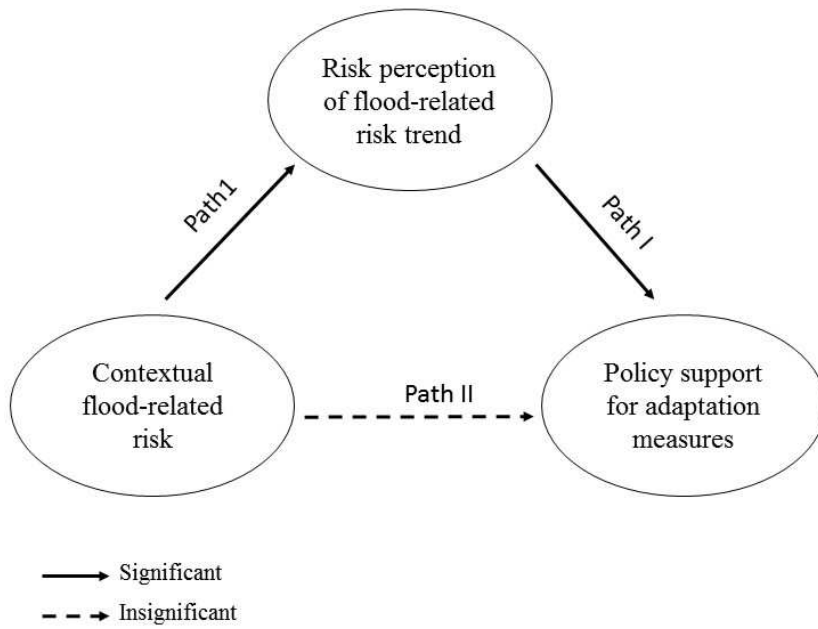 Risk perception
of flood-related
risk trend
Path1
Path I
Contextual
flood-related
risk
Path II
Policy support
for adaptation
measures
Significant
Insignificant